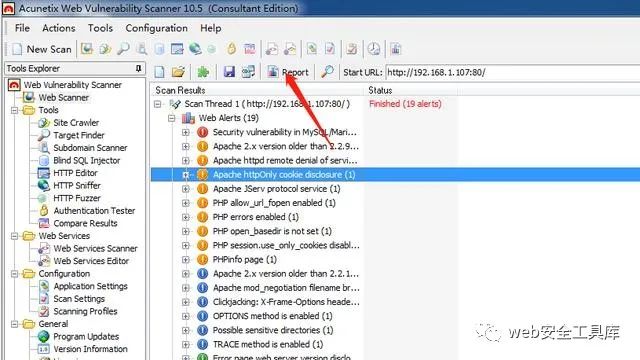 Acunetix Web Vulnerability Scanner 10.5 (Consultant Edition)
File Actions Tools Configuration Help
New Scan
Tools Explorer
Report Start URL: http://192.168.1.107:80/
Web Vulnerability Scanner
Web Scanner
Tools
Site Crawler
Target Finder
Subdomain Scanner
Blind SQL Injector
HTTP Editor
HTTP Sniffer
HTTP Fuzzer
Authentication Tester
Compare Results
Web Services
Web Services Scanner
Web Services Editor
Configuration
Application Settings
Scan Settings
Scanning Profiles
General
Program Updates
Version Information
Scan Results Status
Scan Thread 1 ( http://192.168.1.107:80/ ) Finished (19 alerts)
Web Alerts (19)
Security vulnerability in MySQL/Mari...
Apache 2.x version older than 2.2.9...
Apache httpd remote denial of servi...
Apache httpOnly cookie disclosure (1)
Apache JServ protocol service (1)
PHP allow_url_fopen enabled (1)
PHP errors enabled (1)
PHP open_basedir is not set (1)
PHP session.use_only_cookies disabl...
PHPinfo page (1)
Apache 2.x version older than 2.2.1...
Apache mod_negotiation filename br...
Clickjacking: X-Frame-Options heade...
OPTIONS method is enabled (1)
Possible sensitive directories (1)
TRACE method is enabled (1)
Error page web server version disclo...
web安全工具库